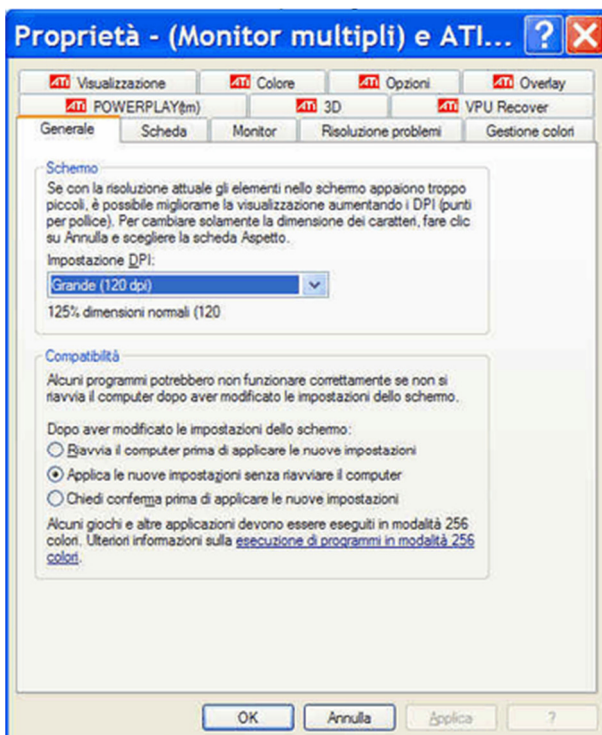 Proprietà - (Monitor multipli) e ATI...
ATI Visualizzazione ATI Colore ATI Opzioni ATI Overlay
ATI POWERPLAY(tm) ATI 3D ATI VPU Recover
Generale Scheda Monitor Risoluzione problemi Gestione colori
Schermo
Se con la risoluzione attuale gli elementi nello schermo appaiono troppo
piccoli, è possibile migliorarne la visualizzazione aumentando i DPI (punti
per pollice). Per cambiare solamente la dimensione dei caratteri, fare clic
su Annulla e scegliere la scheda Aspetto.
Impostazione DPI:
Grande (120 dpi)
125% dimensioni normali (120
Compatibilità
Alcuni programmi potrebbero non funzionare correttamente se non si
riavvia il computer dopo aver modificato le impostazioni dello schermo.
Dopo aver modificato le impostazioni dello schermo:
Riavvia il computer prima di applicare le nuove impostazioni
Applica le nuove impostazioni senza riavviare il computer
Chiedi conferma prima di applicare le nuove impostazioni
Alcuni giochi e altre applicazioni devono essere eseguiti in modalità 256
colori. Ulteriori informazioni sulla esecuzione di programmi in modalità 256
colori.
OK Annulla Applica ?